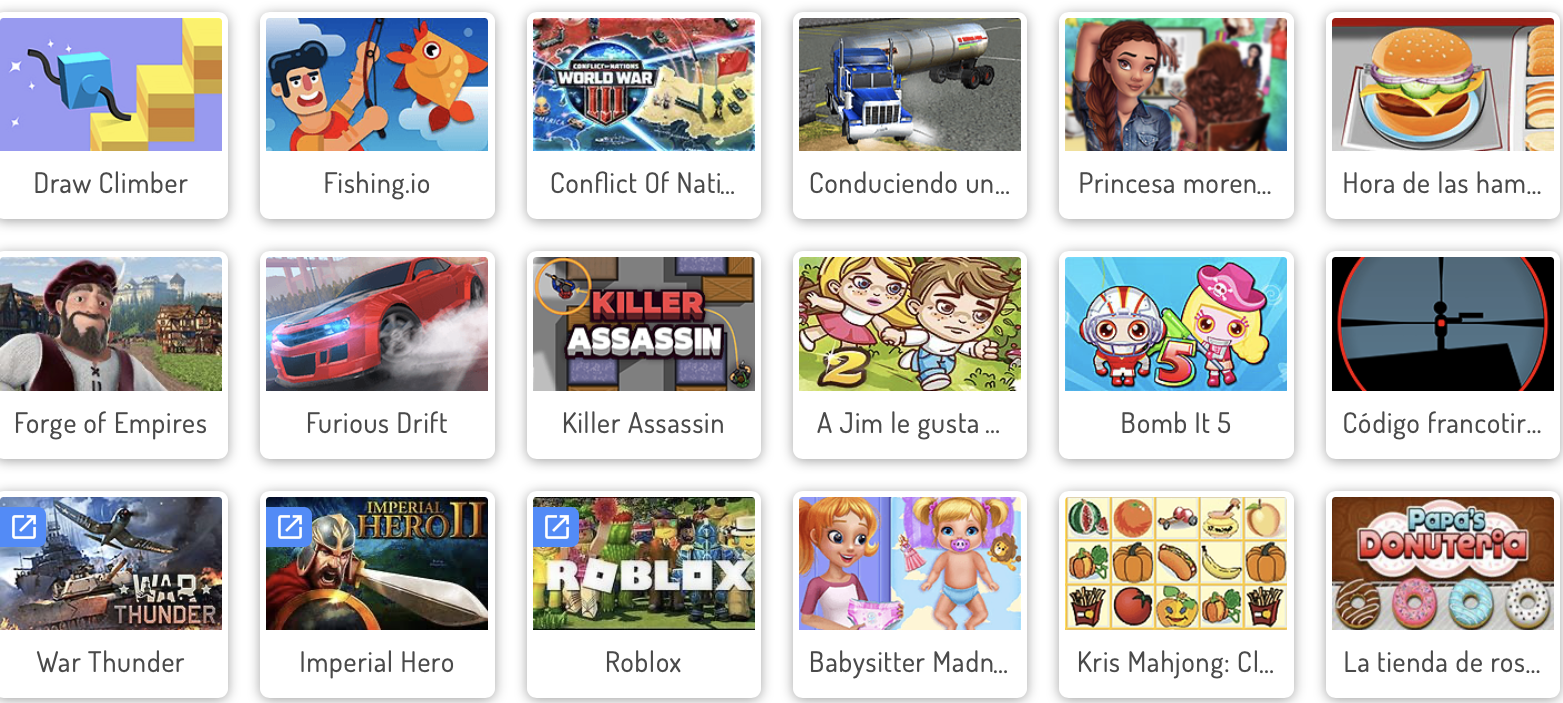 Draw Climber
Fishing.io
CONFLICT OF NATIONS
WORLD WAR
III
AMERICA
Conflict Of Nati...
Conduciendo un...
Princesa moren...
Hora de las ham...
Forge of Empires
Furious Drift
KILLER
ASSASSIN
Killer Assassin
2
A Jim le gusta ...
5
Bomb It 5
Código francotir...
WAR
THUNDER
War Thunder
IMPERIAL
HERO II
Imperial Hero
ROBLOX
Roblox
Babysitter Madn...
Kris Mahjong: Cl...
PAPA'S
DONUTERIA
La tienda de ros...